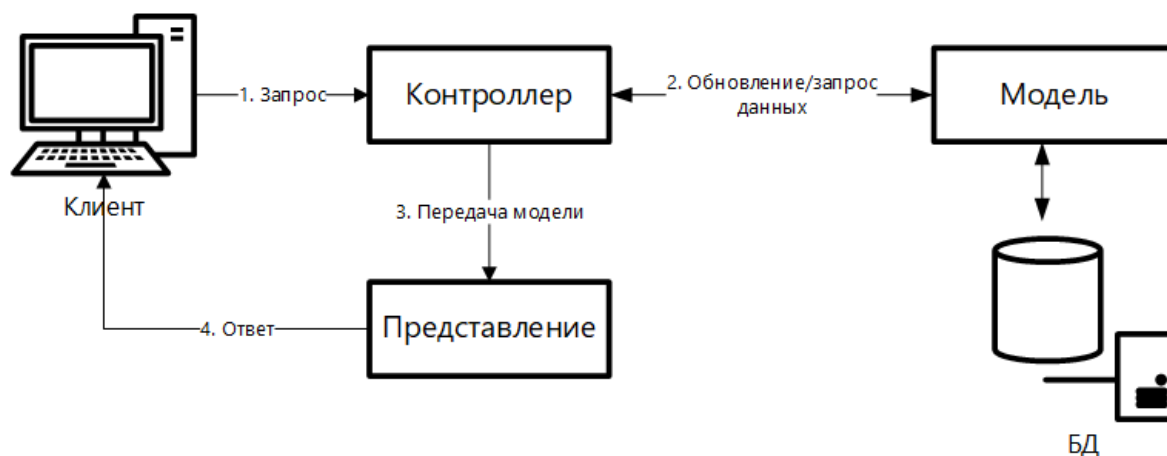 1. Запрос
Контроллер
2. Обновление/запрос
данных
Модель
Клиент
3. Передача модели
Представление
4. Ответ
БД